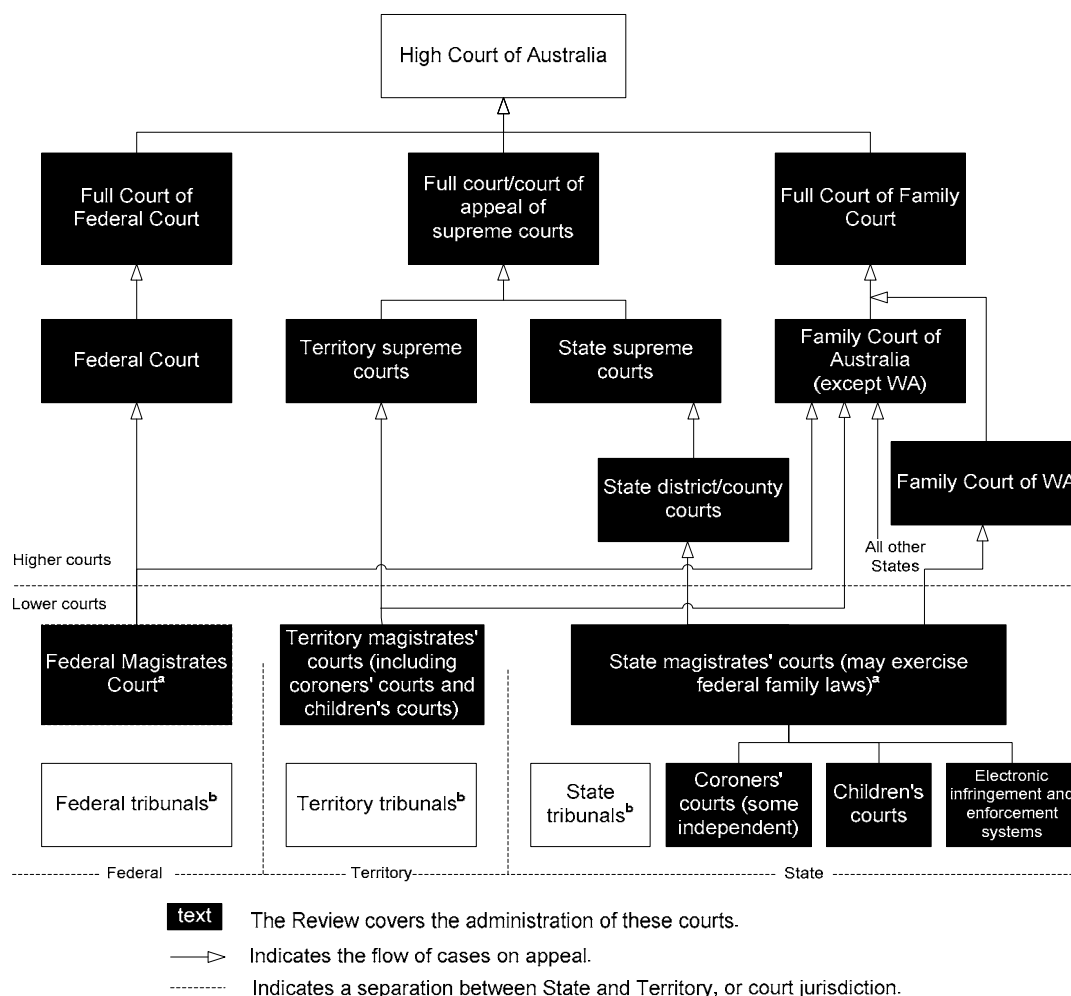 High Court of Australia
Full Court of
Federal Court
Full court/court of
appeal of
supreme courts
Full Court of Family
Court
Federal Court
Territory supreme
courts
State supreme
courts
Family Court of
Australia
(except WA)
State district/county
courts
Family Court of WA
Higher courts
All other
States
Lower courts
Federal Magistrates
Courtᵃ
Territory magistrates'
courts (including
coroners' courts and
children's courts)
State magistrates' courts (may exercise
federal family laws)ᵃ
Federal tribunalsᵇ
Territory tribunalsᵇ
State
tribunalsᵇ
Coroners'
courts (some
independent)
Children's
courts
Electronic
infringement and
enforcement
systems
Federal
Territory
State
text
The Review covers the administration of these courts.
Indicates the flow of cases on appeal.
Indicates a separation between State and Territory, or court jurisdiction.